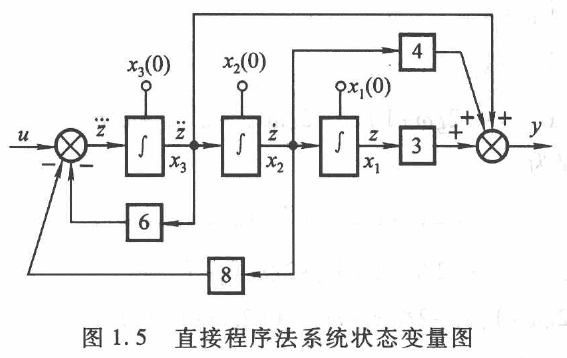 4
x₃(0) x₂(0) x₁(0)
u − − z⃛ ∫ z̈ x₃ ∫ ż x₂ ∫ z x₁ 3 + + + y
6
8
图 1.5 直接程序法系统状态变量图